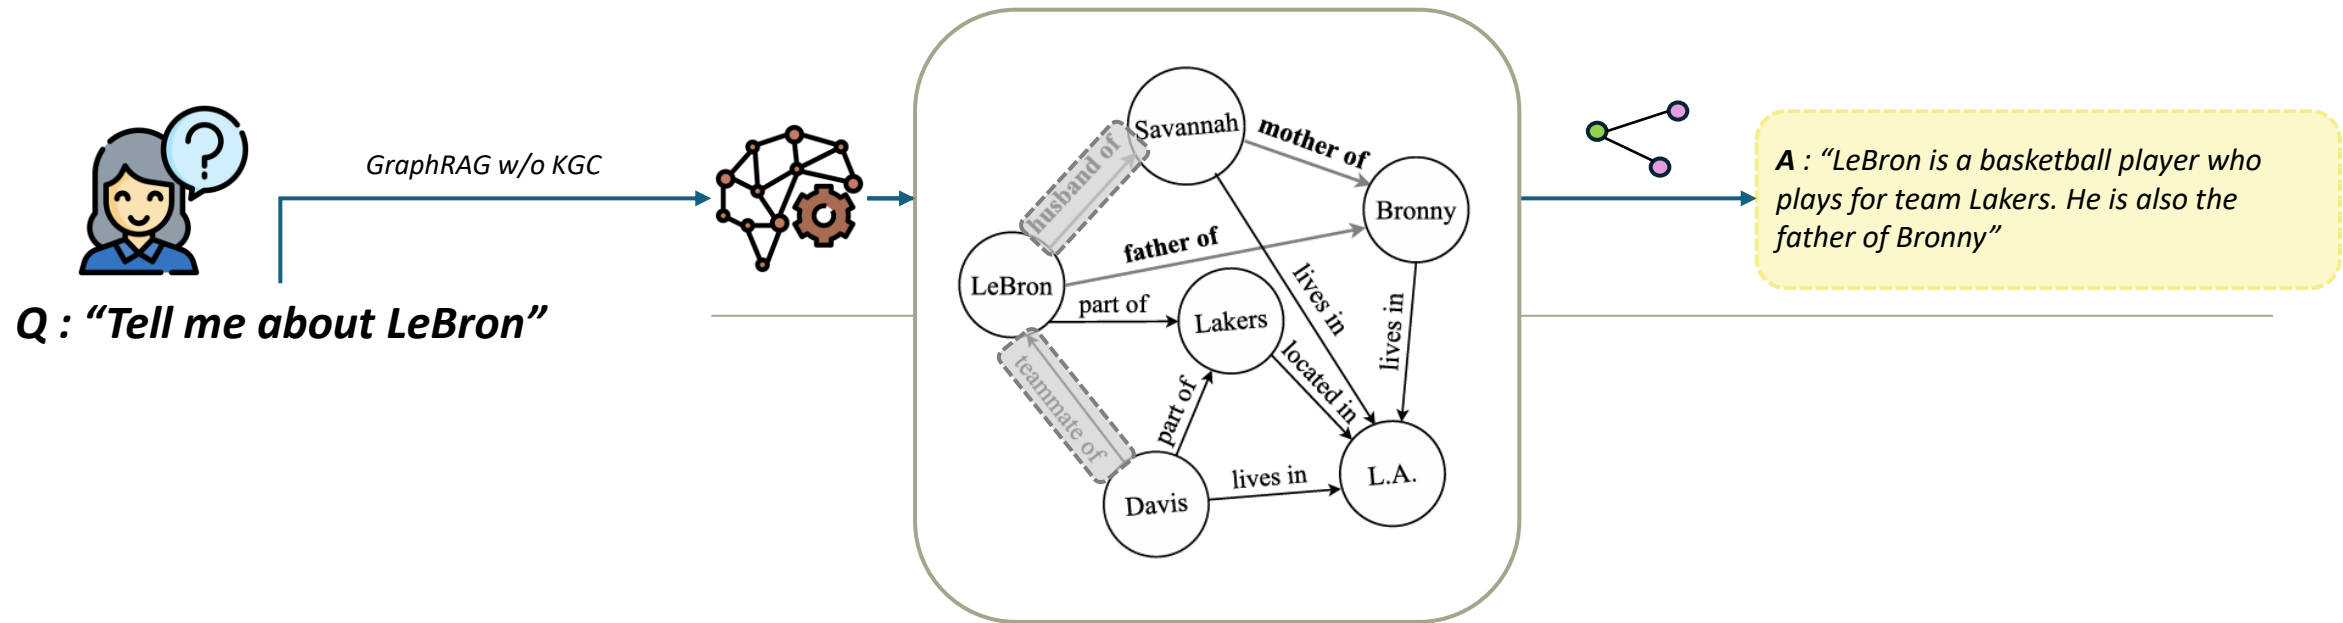 GraphRAG w/o KGC
Q : “Tell me about LeBron”
Savannah
husband of
mother of
Bronny
father of
LeBron
part of
Lakers
lives in
lives in
located in
teammate of
part of
Davis
lives in
L.A.
A : “LeBron is a basketball player who
plays for team Lakers. He is also the
father of Bronny”